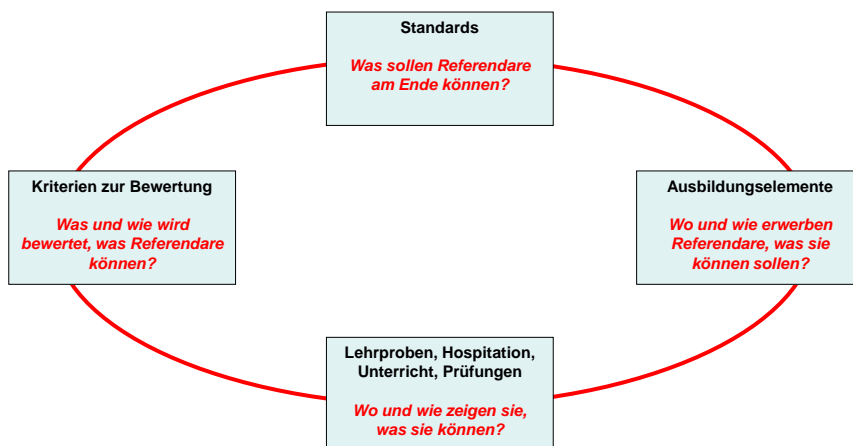 Standards
Was sollen Referendare
am Ende können?
Kriterien zur Bewertung
Was und wie wird
bewertet, was Referendare
können?
Ausbildungselemente
Wo und wie erwerben
Referendare, was sie
können sollen?
Lehrproben, Hospitation,
Unterricht, Prüfungen
Wo und wie zeigen sie,
was sie können?